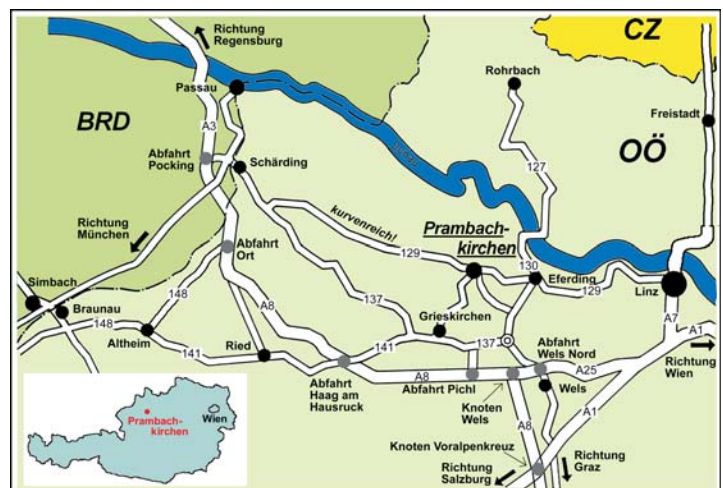 Richtung
Regensburg
CZ
Passau
Rohrbach
BRD
A3
Freistadt
OÖ
Abfahrt
Pocking
Schärding
127
Donau
Richtung
München
kurvenreich!
Prambach-
kirchen
Abfahrt
Ort
129
130
Eferding
129
Linz
Simbach
148
A8
137
Braunau
148
Altheim
Grieskirchen
A7
A1
141
Ried
141
137
Abfahrt
Wels Nord
Richtung
Wien
Abfahrt
Haag am
Hausruck
A8
Abfahrt Pichl
A25
Knoten
Wels
Wels
A1
Prambach-
kirchen
Wien
A8
Knoten Voralpenkreuz
Richtung
Salzburg
Richtung
Graz